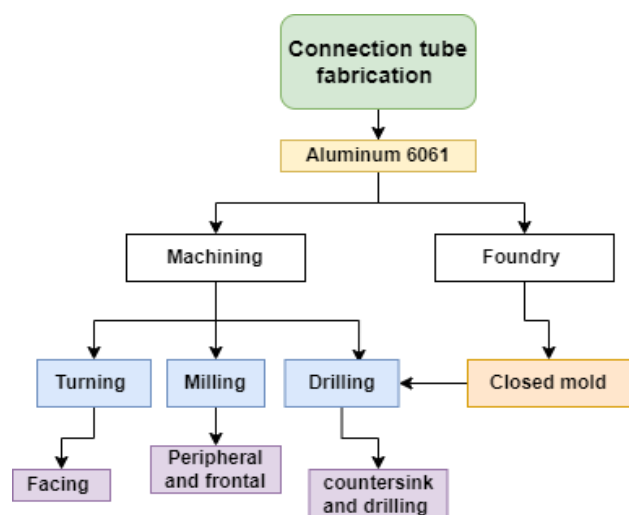 Connection tube
fabrication
Aluminum 6061
Machining
Foundry
Turning
Milling
Drilling
Closed mold
Facing
Peripheral
and frontal
countersink
and drilling